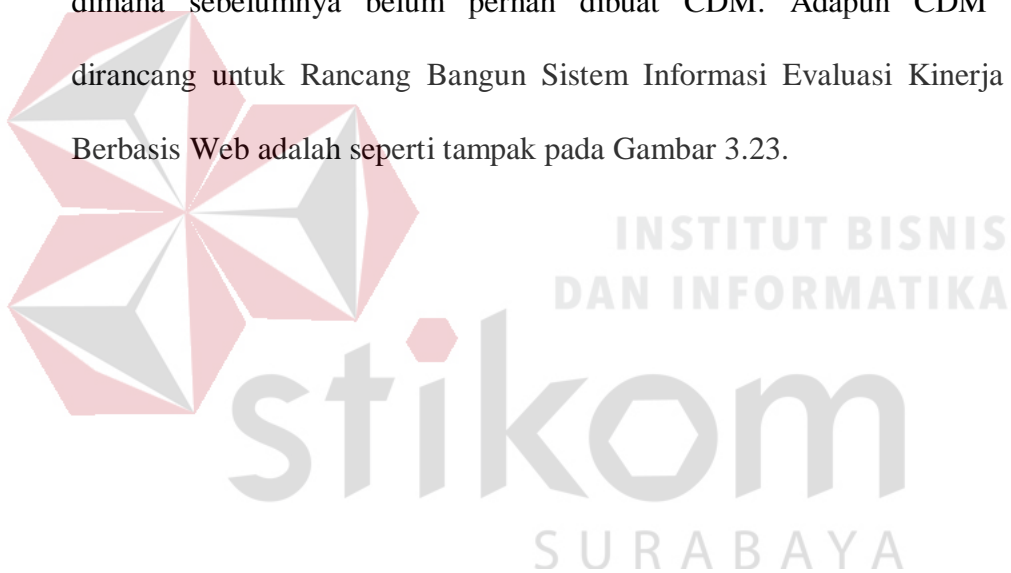 dimana sebelumnya belum pernah dibuat CDM. Adapun CDM
dirancang untuk Rancang Bangun Sistem Informasi Evaluasi Kinerja
Berbasis Web adalah seperti tampak pada Gambar 3.23.
INSTITUT BISNIS
DAN INFORMATIKA
stikom
SURABAYA